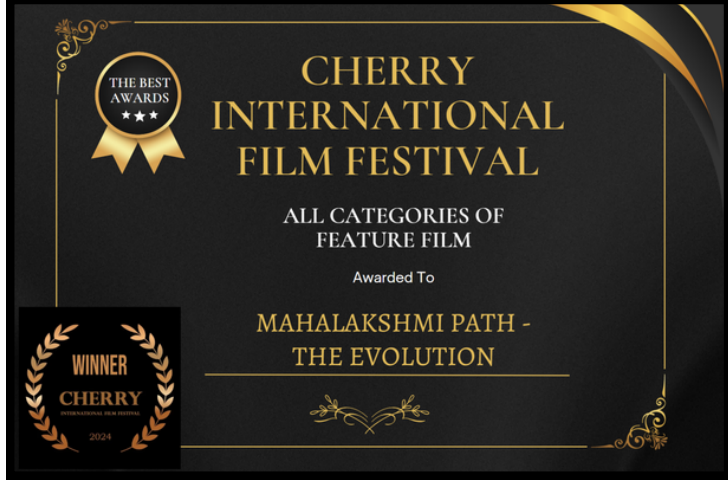 THE BEST
AWARDS
CHERRY
INTERNATIONAL
FILM FESTIVAL
ALL CATEGORIES OF
FEATURE FILM
Awarded To
MAHALAKSHMI PATH -
THE EVOLUTION
WINNER
CHERRY
INTERNATIONAL FILM FESTIVAL
2024